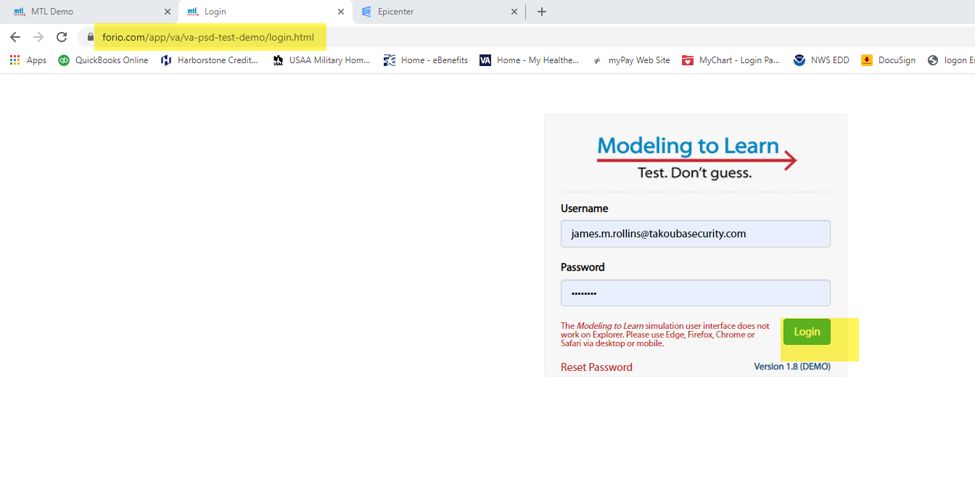 mtl MTL Demo
mtl Login
Epicenter
forio.com/app/va/va-psd-test-demo/login.html
Apps
qb QuickBooks Online
Harborstone Credit...
USAA Military Hom...
Home - eBenefits
VA Home - My Healthe...
myPay Web Site
MyChart - Login Pa...
NWS EDD
DocuSign
logon E
Modeling to Learn
Test. Don't guess.
Username
james.m.rollins@takoubasecurity.com
Password
••••••••
The Modeling to Learn simulation user interface does not
work on Explorer. Please use Edge, Firefox, Chrome or
Safari via desktop or mobile.
Login
Reset Password
Version 1.8 (DEMO)